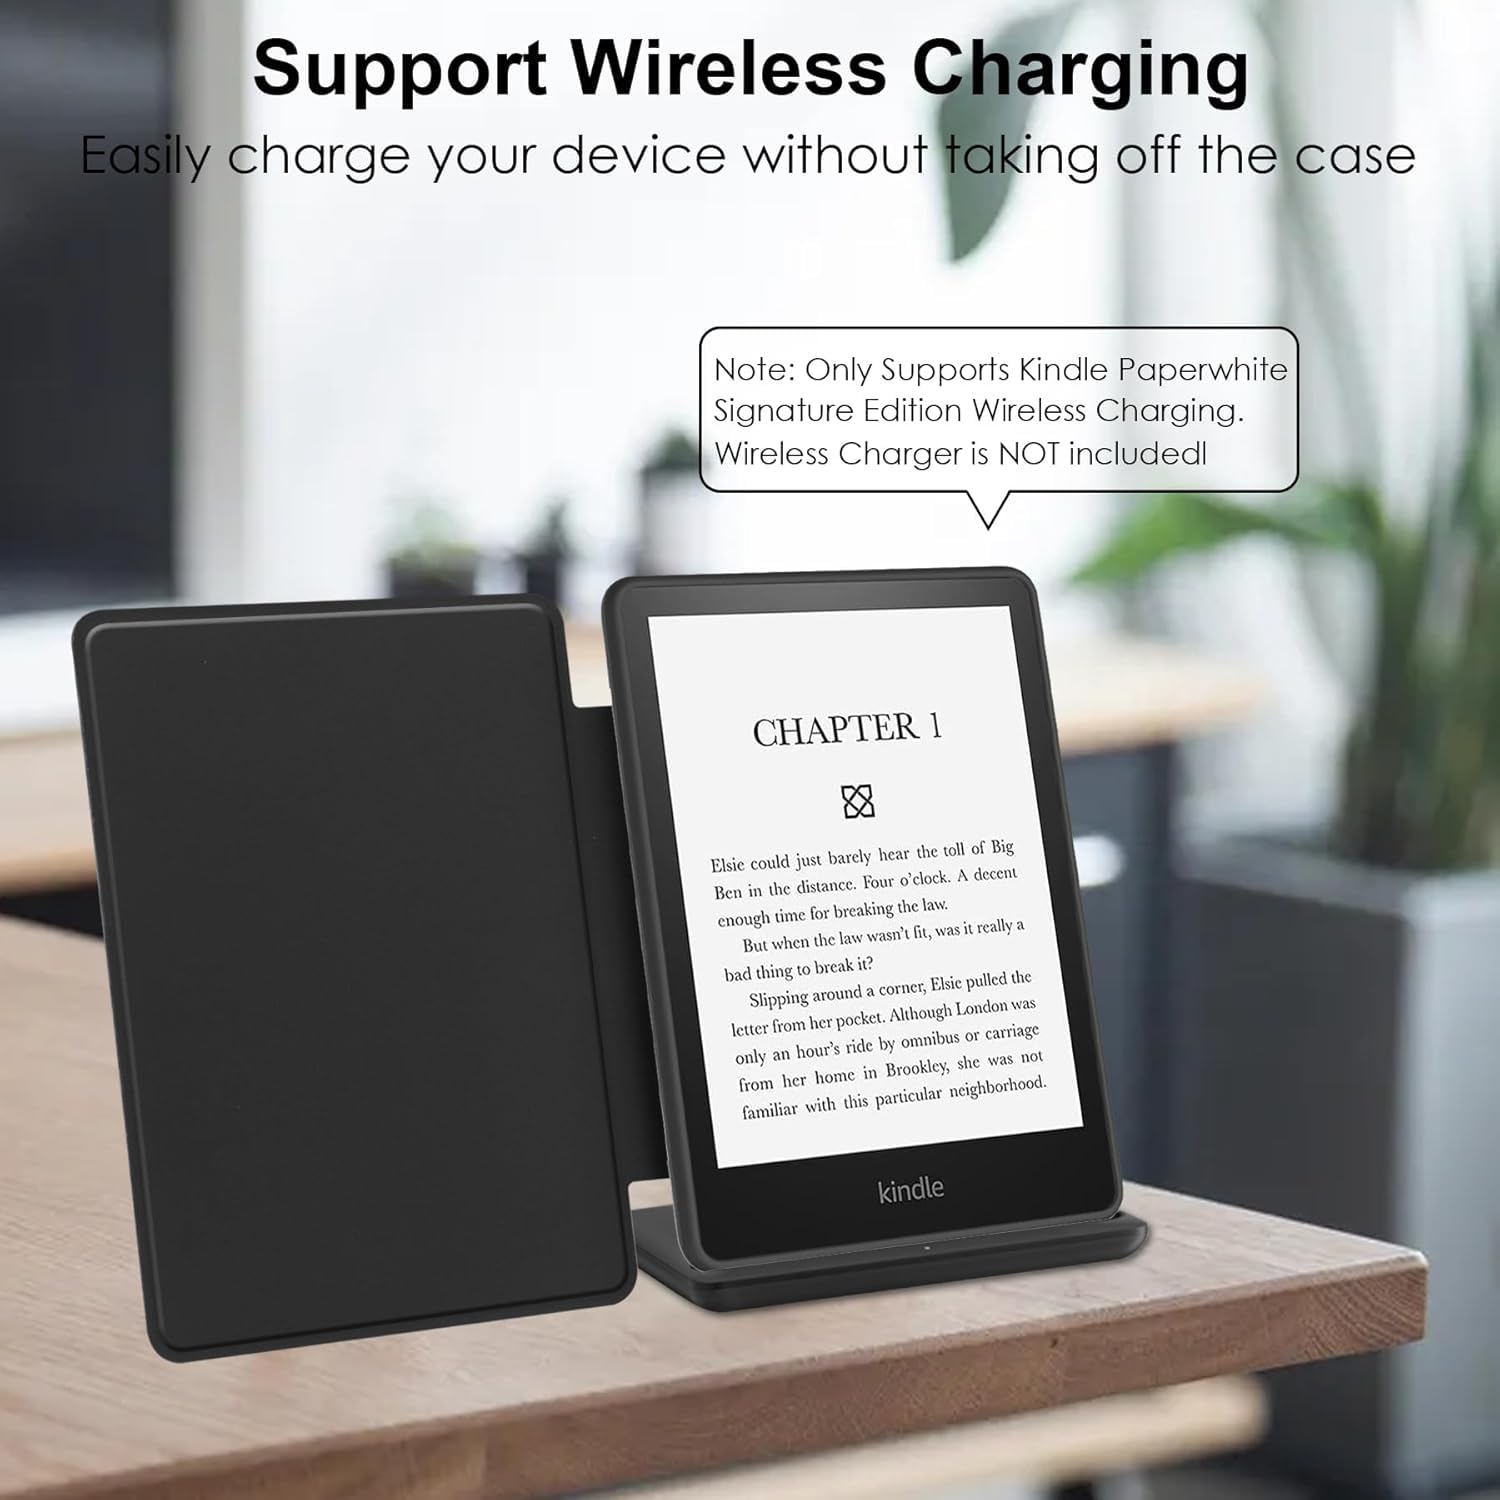 Support Wireless Charging
Easily charge your device without taking off the case
Note: Only Supports Kindle Paperwhite
Signature Edition Wireless Charging.
Wireless Charger is NOT included!
CHAPTER 1
Elsie could just barely hear the toll of Big
Ben in the distance. Four o'clock. A decent
enough time for breaking the law.
But when the law wasn't fit, was it really a
bad thing to break it?
Slipping around a corner, Elsie pulled the
letter from her pocket. Although London was
only an hour's ride by omnibus or carriage
from her home in Brookley, she was not
familiar with this particular neighborhood.
kindle